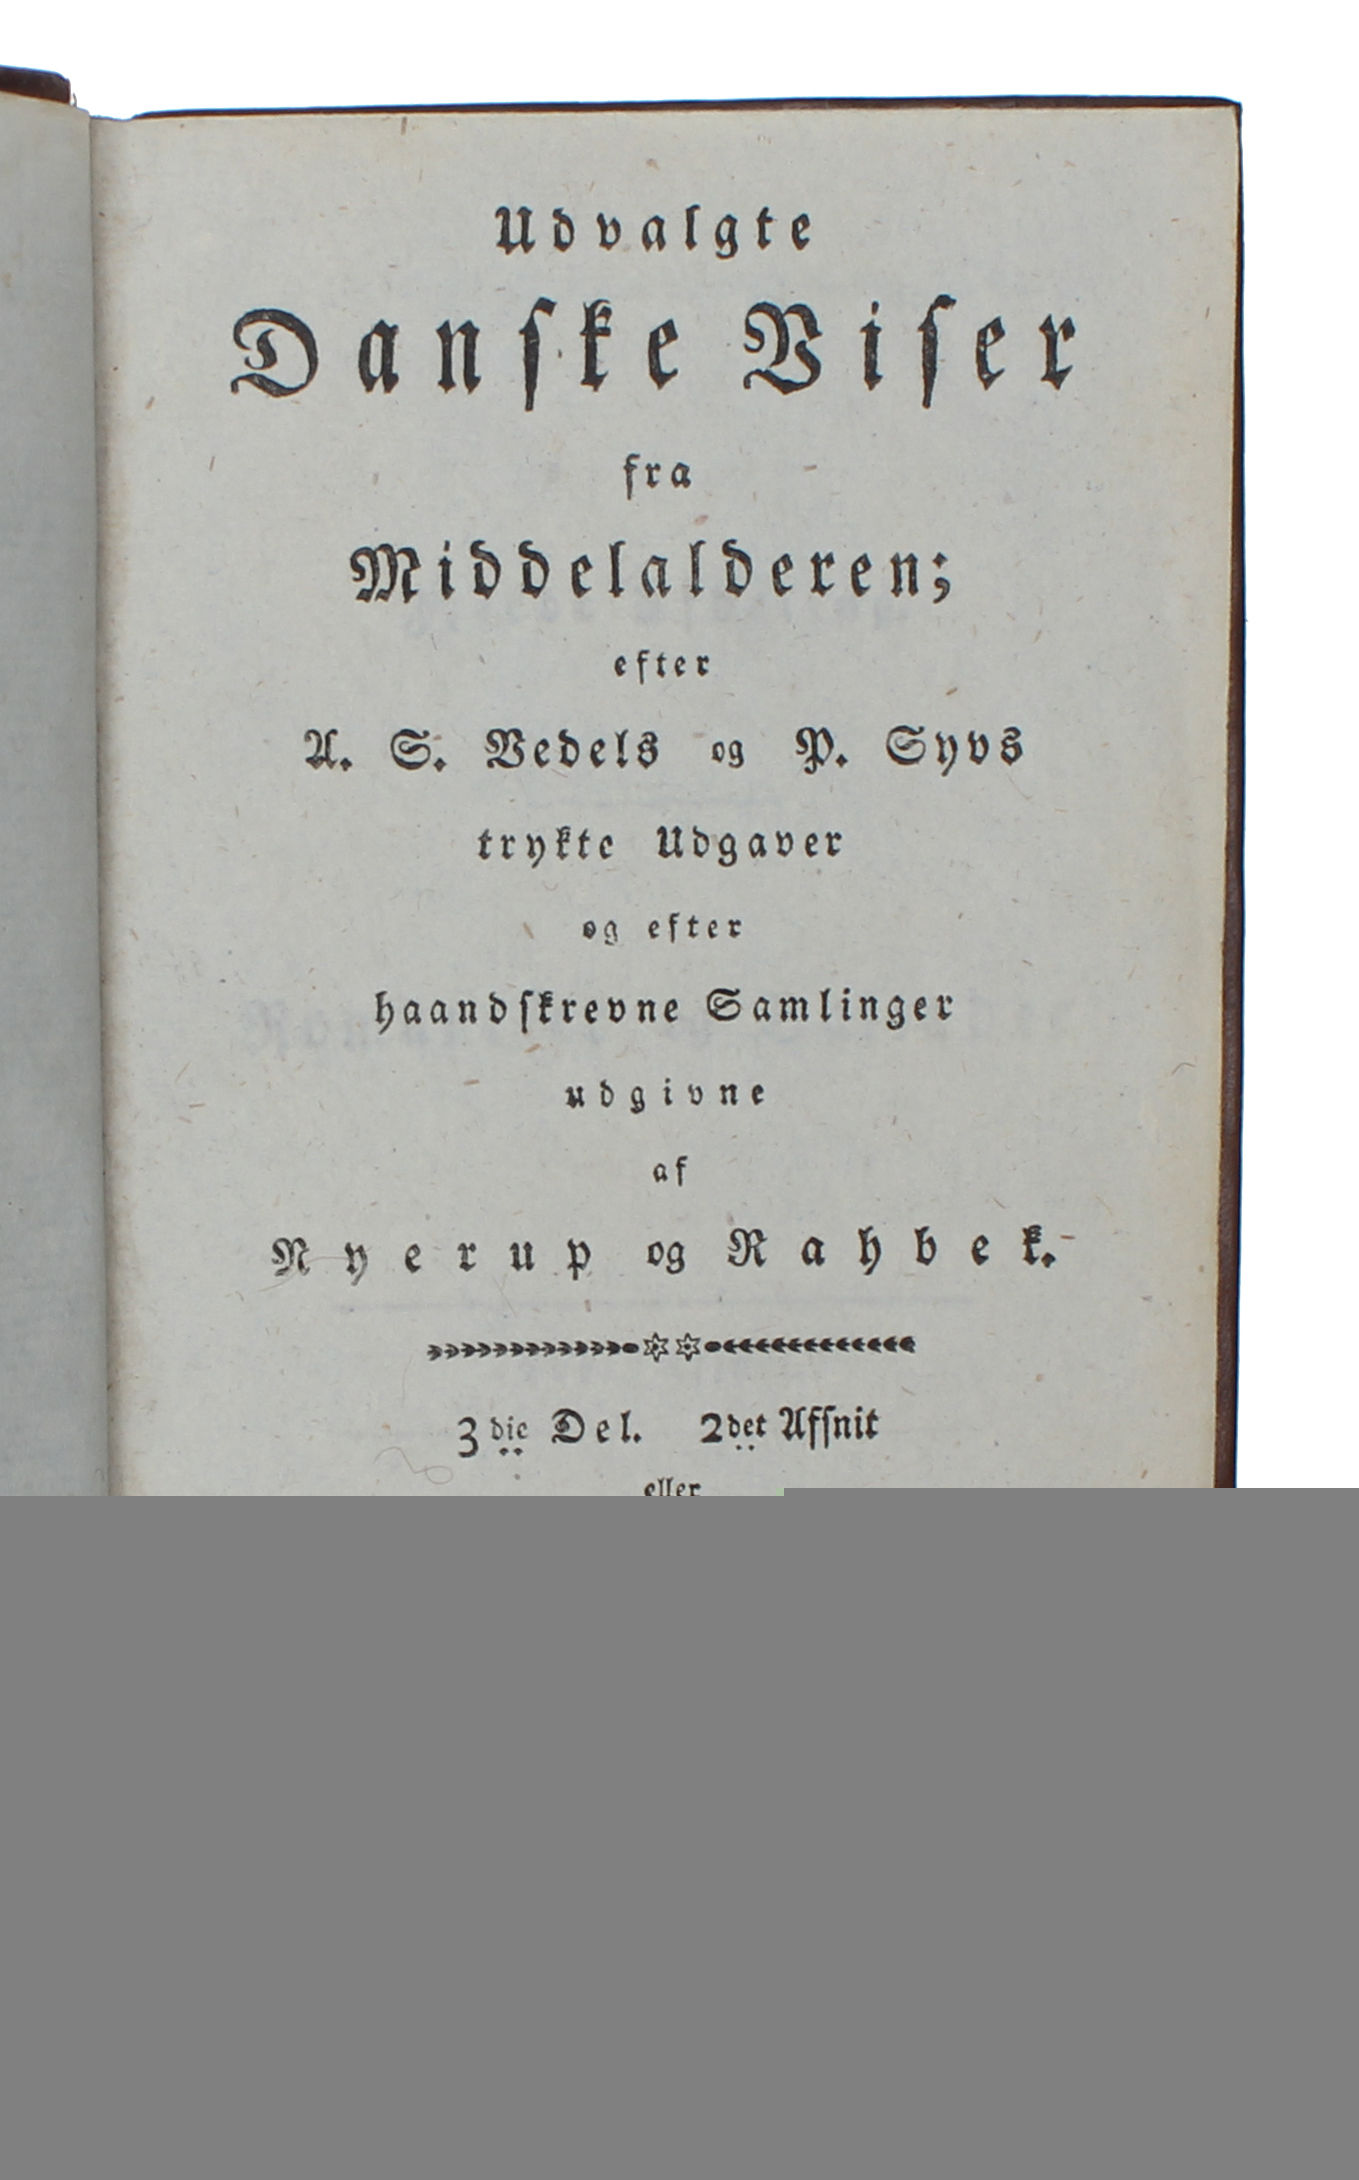 Udvalgte
Danske Viser
fra
Middelalderen;
efter
A. S. Vedels og P. Syvs
trykte Udgaver
og efter
haandskrevne Samlinger
udgivne
af
Nyerup og Rahbek.
3die Del. 2det Afsnit
eller